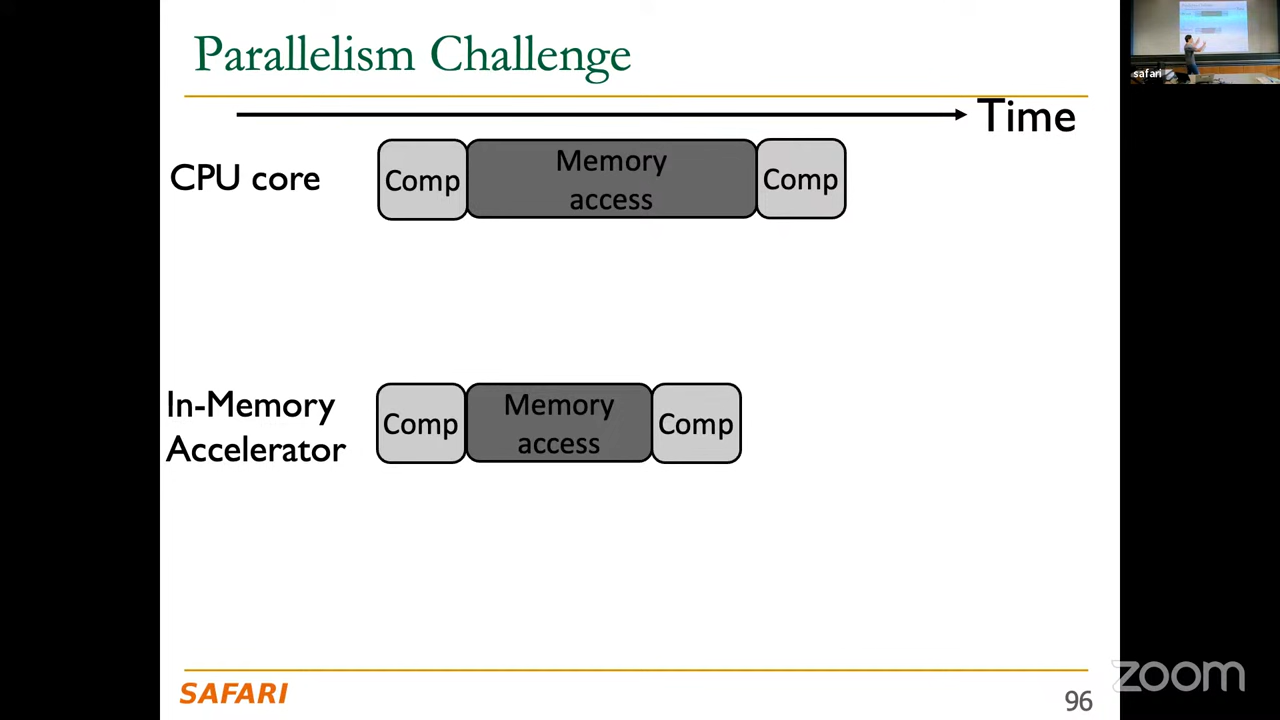 Parallelism Challenge
Time
CPU core
Comp
Memory
access
Comp
In-Memory
Accelerator
Comp
Memory
access
Comp
SAFARI
96
safari
zoom